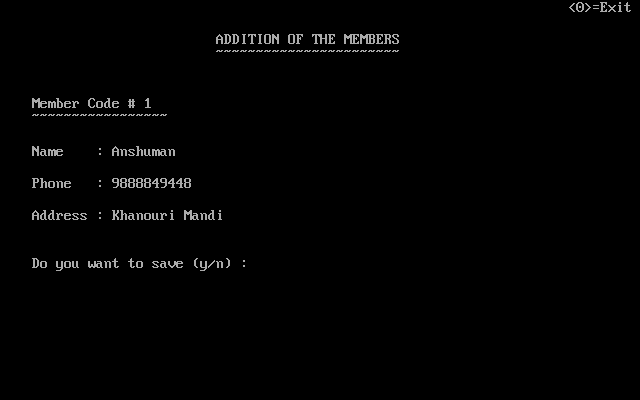 <0>=Exit
ADDITION OF THE MEMBERS
~~~~~~~~~~~~~~~~~~~~~~~
Member Code # 1
~~~~~~~~~~~~~~~~~
Name    : Anshuman
Phone   : 9888849448
Address : Khanouri Mandi
Do you want to save (y/n) :